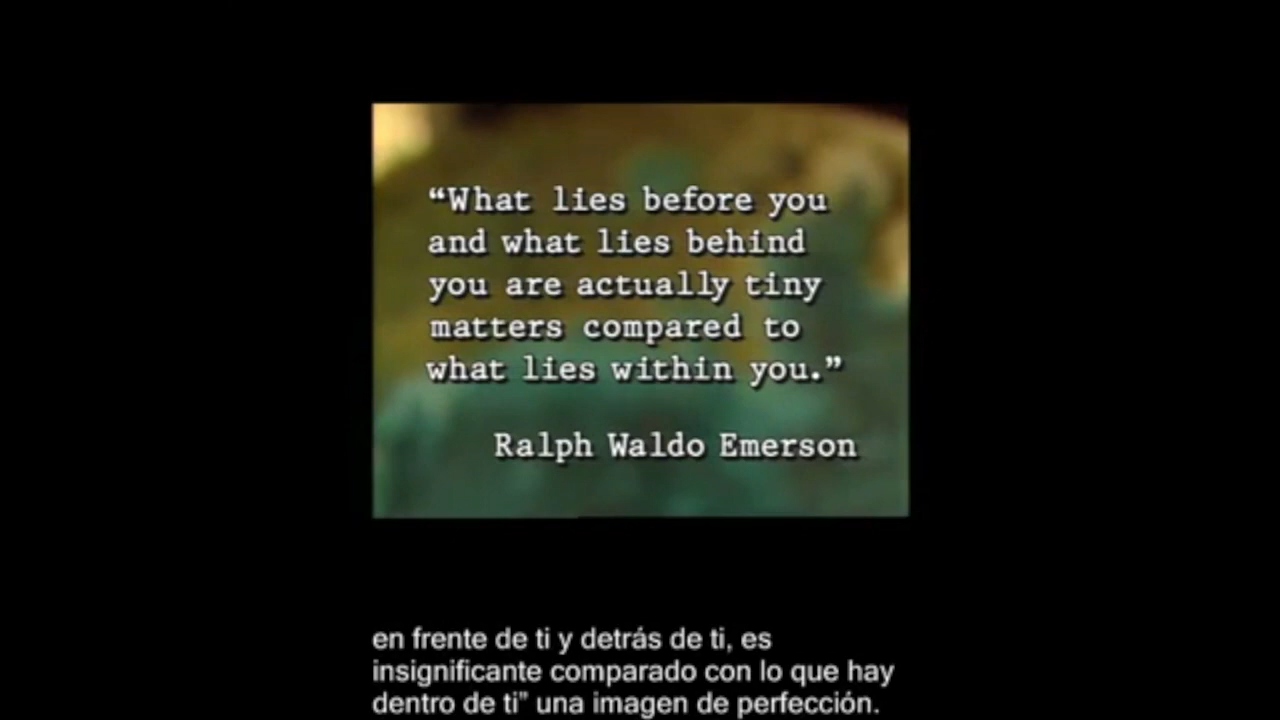 “What lies before you
and what lies behind
you are actually tiny
matters compared to
what lies within you.”
Ralph Waldo Emerson
en frente de ti y detrás de ti, es
insignificante comparado con lo que hay
dentro de ti” una imagen de perfección.